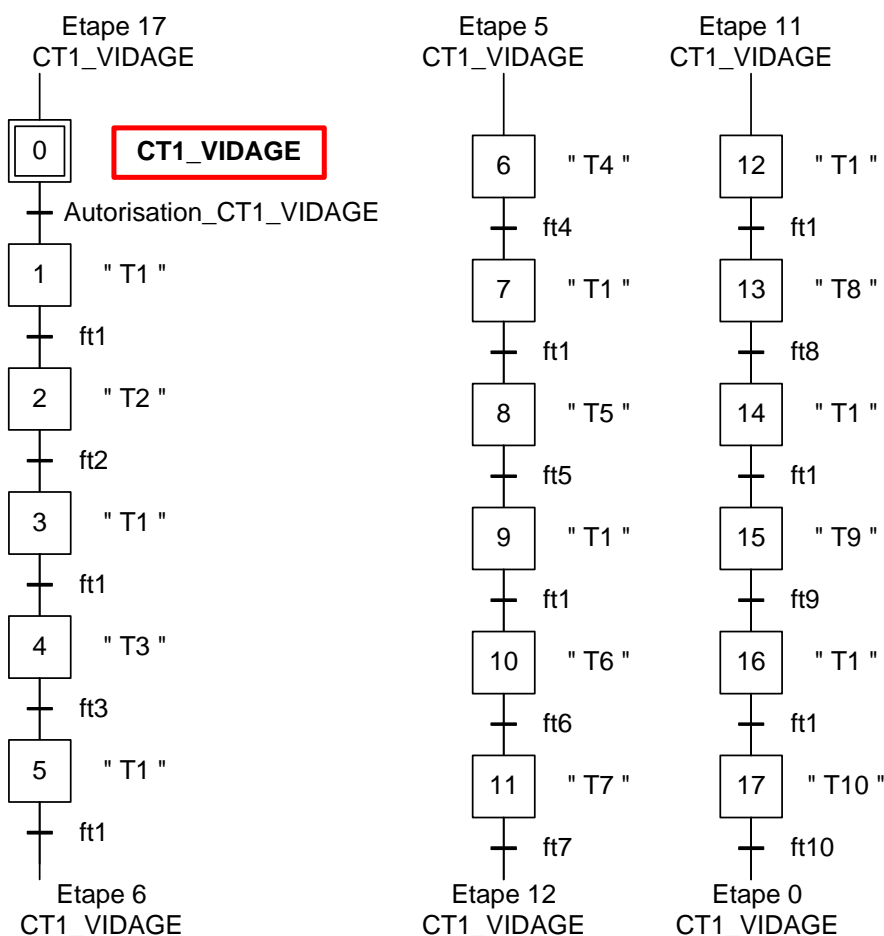 Etape 17
CT1_VIDAGE
0
CT1_VIDAGE
Autorisation_CT1_VIDAGE
1 " T1 "
ft1
2 " T2 "
ft2
3 " T1 "
ft1
4 " T3 "
ft3
5 " T1 "
ft1
Etape 6
CT1_VIDAGE
Etape 5
CT1_VIDAGE
6 " T4 "
ft4
7 " T1 "
ft1
8 " T5 "
ft5
9 " T1 "
ft1
10 " T6 "
ft6
11 " T7 "
ft7
Etape 12
CT1_VIDAGE
Etape 11
CT1_VIDAGE
12 " T1 "
ft1
13 " T8 "
ft8
14 " T1 "
ft1
15 " T9 "
ft9
16 " T1 "
ft1
17 " T10 "
ft10
Etape 0
CT1_VIDAGE